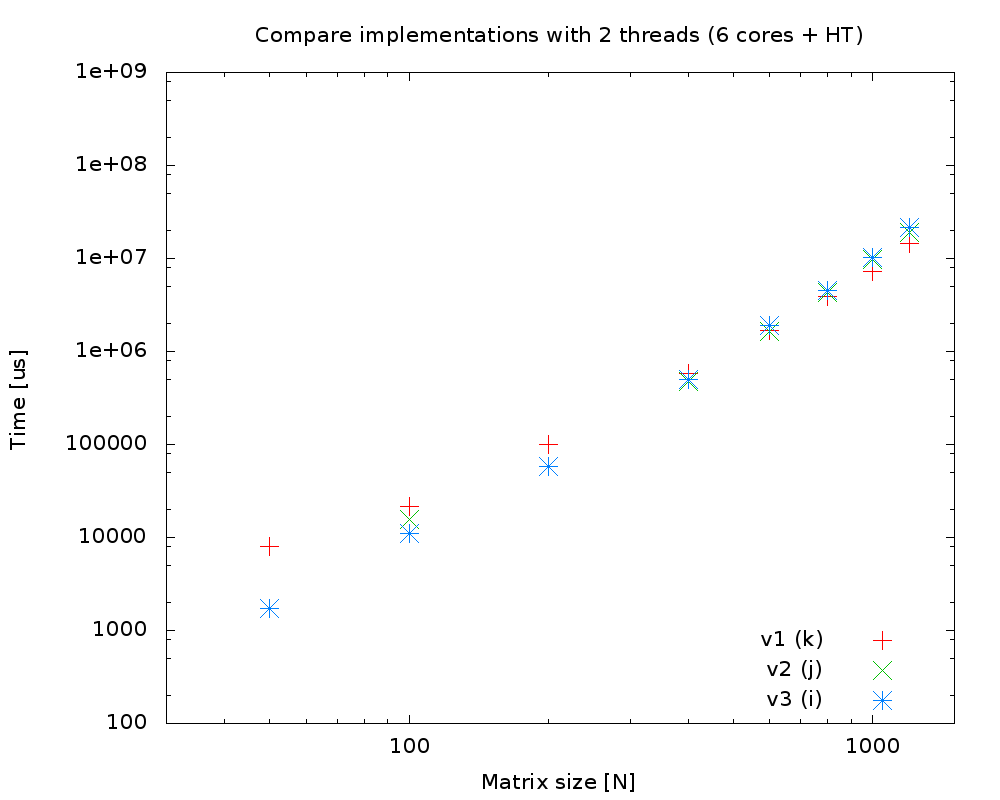 Compare implementations with 2 threads (6 cores + HT)
1e+09
1e+08
1e+07
1e+06
100000
10000
1000
100
Time [us]
v1 (k)
v2 (j)
v3 (i)
100
1000
Matrix size [N]